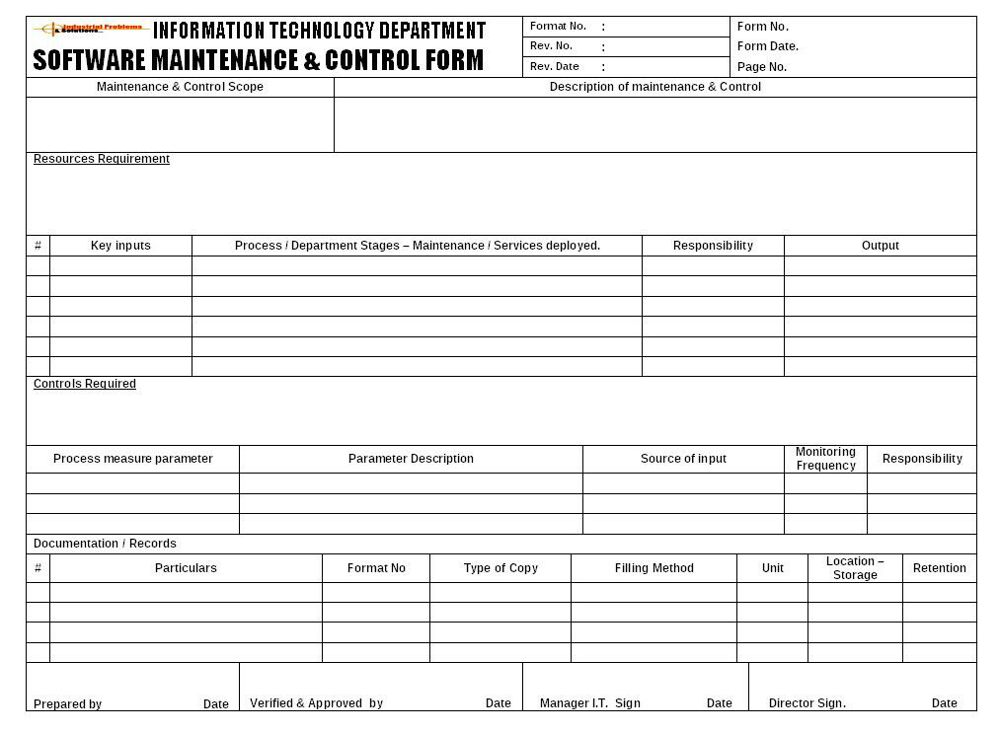 Industrial Problems
& Solutions...
INFORMATION TECHNOLOGY DEPARTMENT
SOFTWARE MAINTENANCE & CONTROL FORM
Format No. :
Rev. No. :
Rev. Date :
Form No.
Form Date.
Page No.
Maintenance & Control Scope
Description of maintenance & Control
Resources Requirement
# Key inputs Process / Department Stages – Maintenance / Services deployed. Responsibility Output
Controls Required
Process measure parameter Parameter Description Source of input Monitoring Frequency Responsibility
Documentation / Records
# Particulars Format No Type of Copy Filling Method Unit Location – Storage Retention
Prepared by Date Verified & Approved by Date Manager I.T. Sign Date Director Sign. Date